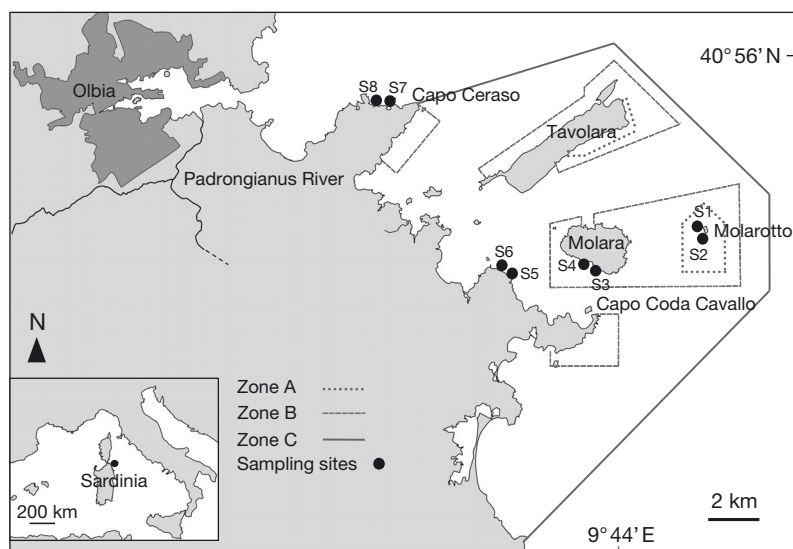 40°56'N
Olbia
S8 S7 Capo Ceraso
Tavolara
Padrongianus River
S1
Molarotto
S2
Molara
S6
S5
S4
S3
Capo Coda Cavallo
N
Zone A
Zone B
Zone C
Sampling sites
Sardinia
200 km
2 km
9°44'E